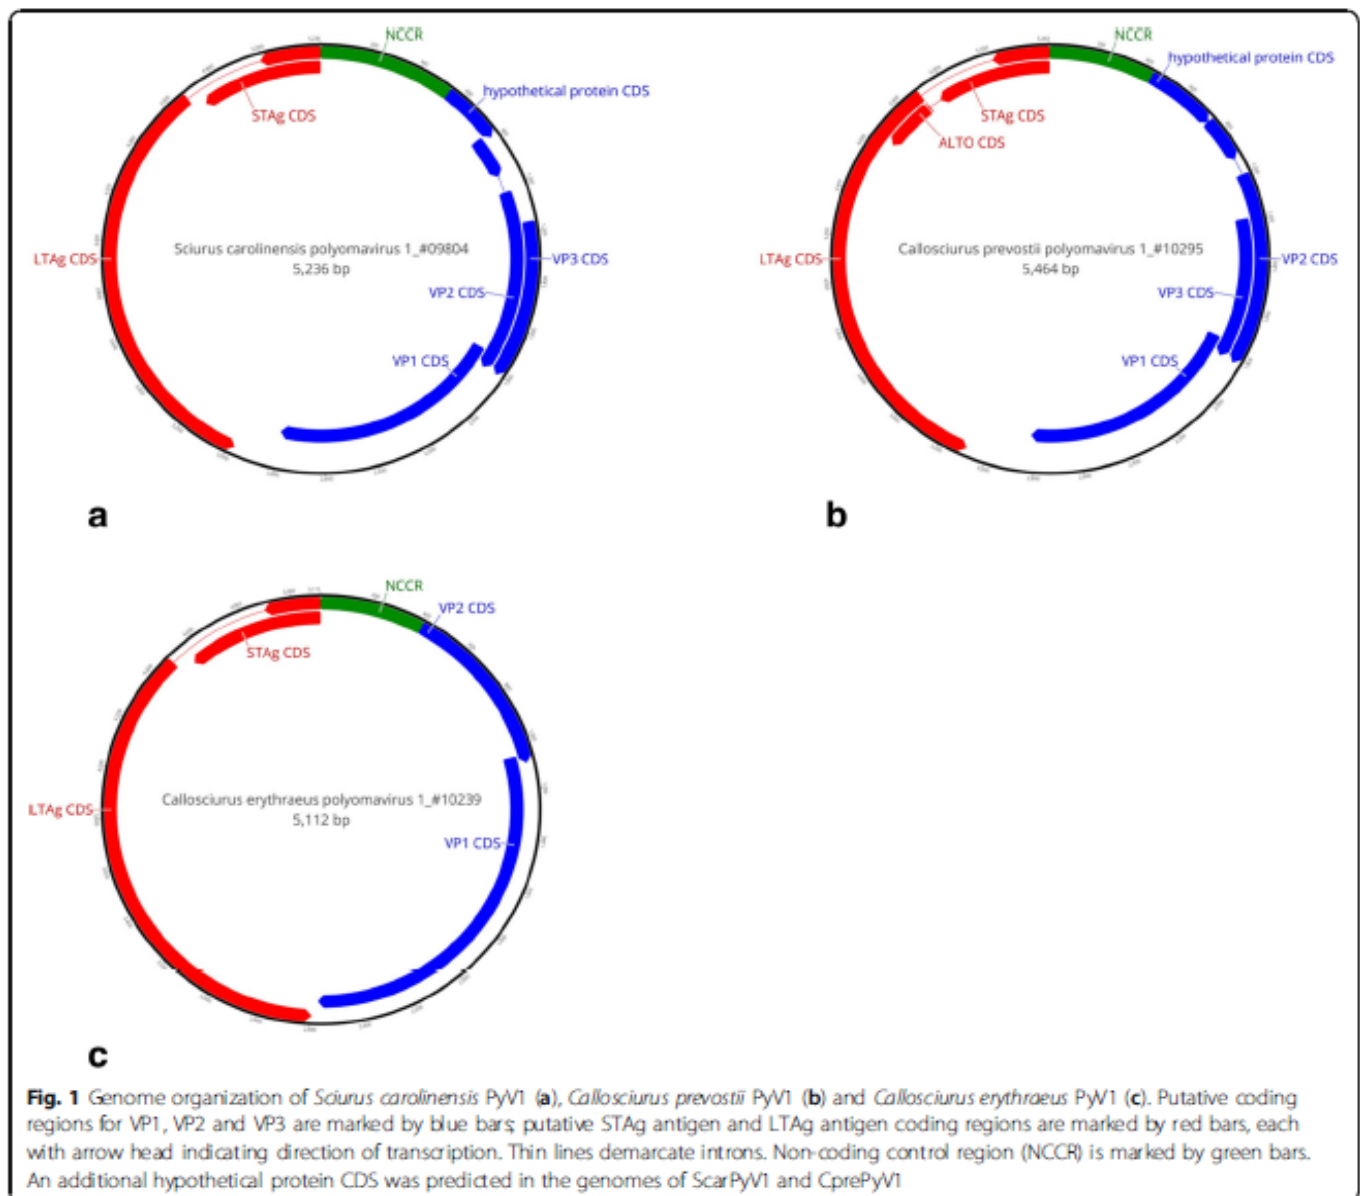 NCCR
hypothetical protein CDS
STAg CDS
LTAg CDS
Sciurus carolinensis polyomavirus 1_#09804
5,236 bp
VP3 CDS
VP2 CDS
VP1 CDS
a
NCCR
hypothetical protein CDS
STAg CDS
ALTO CDS
LTAg CDS
Callosciurus prevostii polyomavirus 1_#10295
5,464 bp
VP2 CDS
VP3 CDS
VP1 CDS
b
NCCR
VP2 CDS
STAg CDS
LTAg CDS
Callosciurus erythraeus polyomavirus 1_#10239
5,112 bp
VP1 CDS
c
Fig. 1 Genome organization of Sciurus carolinensis PyV1 (a), Callosciurus prevostii PyV1 (b) and Callosciurus erythraeus PyV1 (c). Putative coding
regions for VP1, VP2 and VP3 are marked by blue bars; putative STAg antigen and LTAg antigen coding regions are marked by red bars, each
with arrow head indicating direction of transcription. Thin lines demarcate introns. Non-coding control region (NCCR) is marked by green bars.
An additional hypothetical protein CDS was predicted in the genomes of ScarPyV1 and CprePyV1